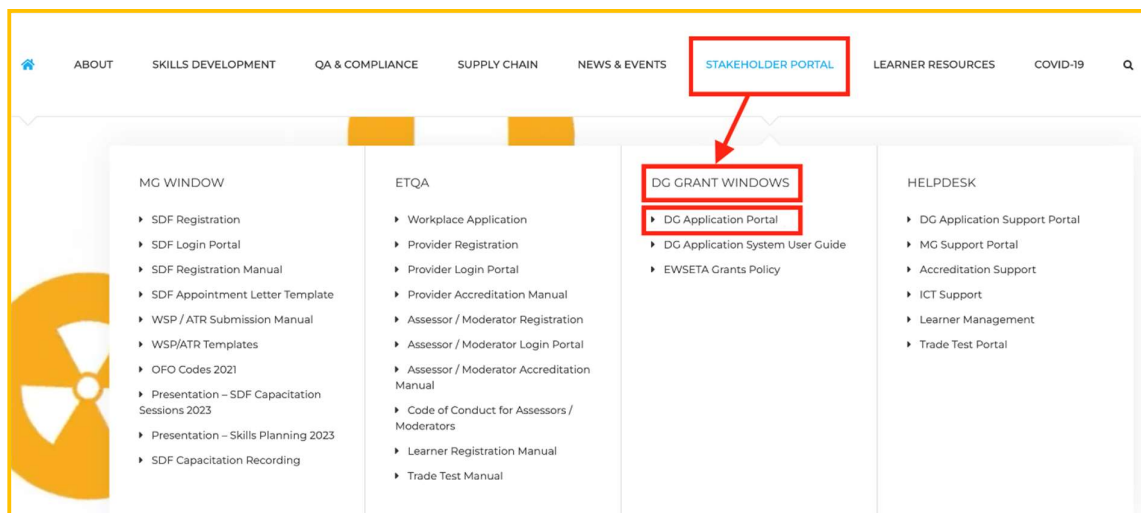 ABOUT SKILLS DEVELOPMENT QA & COMPLIANCE SUPPLY CHAIN NEWS & EVENTS STAKEHOLDER PORTAL LEARNER RESOURCES COVID-19
MG WINDOW
SDF Registration
SDF Login Portal
SDF Registration Manual
SDF Appointment Letter Template
WSP / ATR Submission Manual
WSP/ATR Templates
OFO Codes 2021
Presentation – SDF Capacitation
Sessions 2023
Presentation – Skills Planning 2023
SDF Capacitation Recording
ETQA
Workplace Application
Provider Registration
Provider Login Portal
Provider Accreditation Manual
Assessor / Moderator Registration
Assessor / Moderator Login Portal
Assessor / Moderator Accreditation
Manual
Code of Conduct for Assessors /
Moderators
Learner Registration Manual
Trade Test Manual
DG GRANT WINDOWS
DG Application Portal
DG Application System User Guide
EWSETA Grants Policy
HELPDESK
DG Application Support Portal
MG Support Portal
Accreditation Support
ICT Support
Learner Management
Trade Test Portal